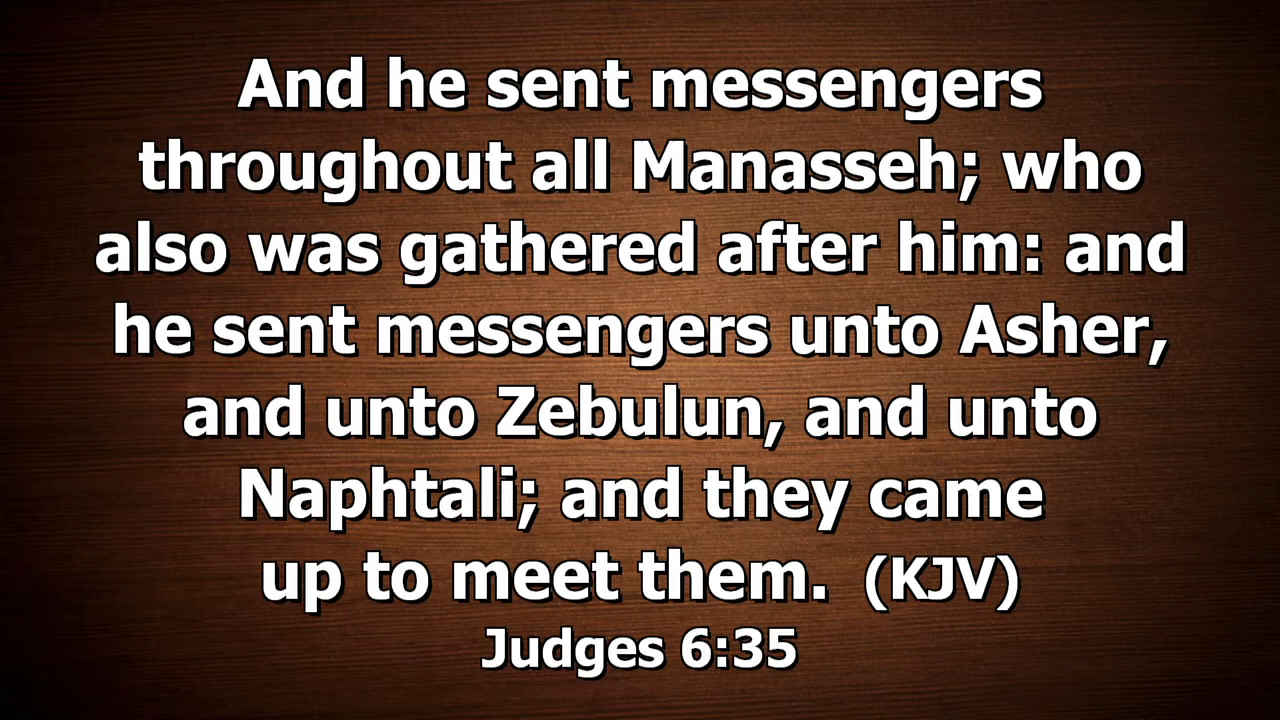 And he sent messengers
throughout all Manasseh; who
also was gathered after him: and
he sent messengers unto Asher,
and unto Zebulun, and unto
Naphtali; and they came
up to meet them. (KJV)
Judges 6:35